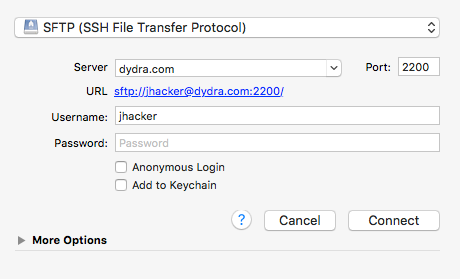 SFTP (SSH File Transfer Protocol)
Server dydra.com Port: 2200
URL sftp://jhacker@dydra.com:2200/
Username: jhacker
Password: Password
Anonymous Login
Add to Keychain
? Cancel Connect
More Options